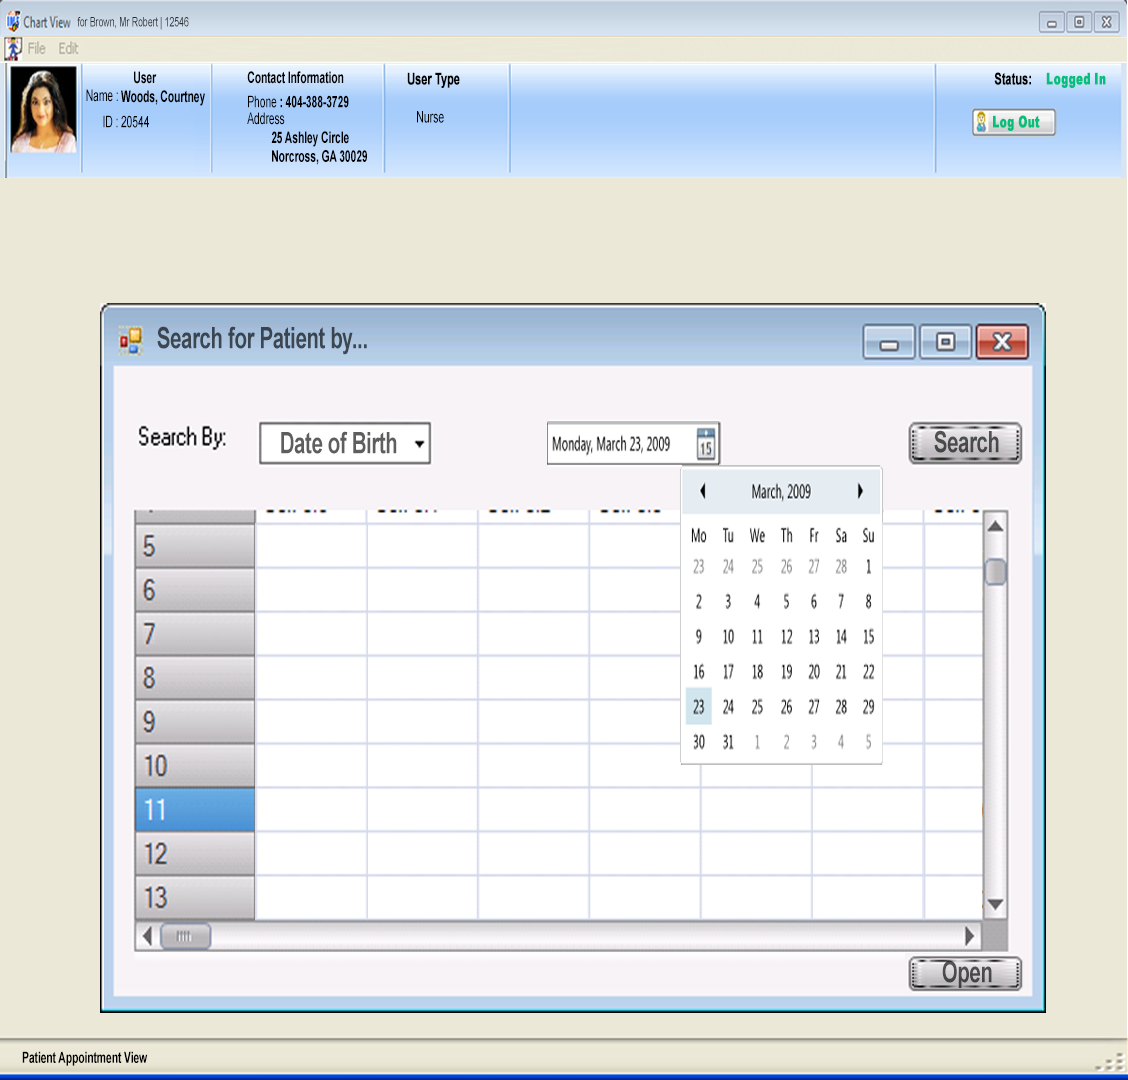 Chart View for Brown, Mr Robert | 12546
File Edit
User
Name : Woods, Courtney
ID : 20544
Contact Information
Phone : 404-388-3729
Address
25 Ashley Circle
Norcross, GA 30029
User Type
Nurse
Status: Logged In
Log Out
Search for Patient by...
Search By:
Date of Birth
Monday, March 23, 2009
15
Search
March, 2009
Mo Tu We Th Fr Sa Su
23 24 25 26 27 28 1
2 3 4 5 6 7 8
9 10 11 12 13 14 15
16 17 18 19 20 21 22
23 24 25 26 27 28 29
30 31 1 2 3 4 5
5
6
7
8
9
10
11
12
13
Open
Patient Appointment View